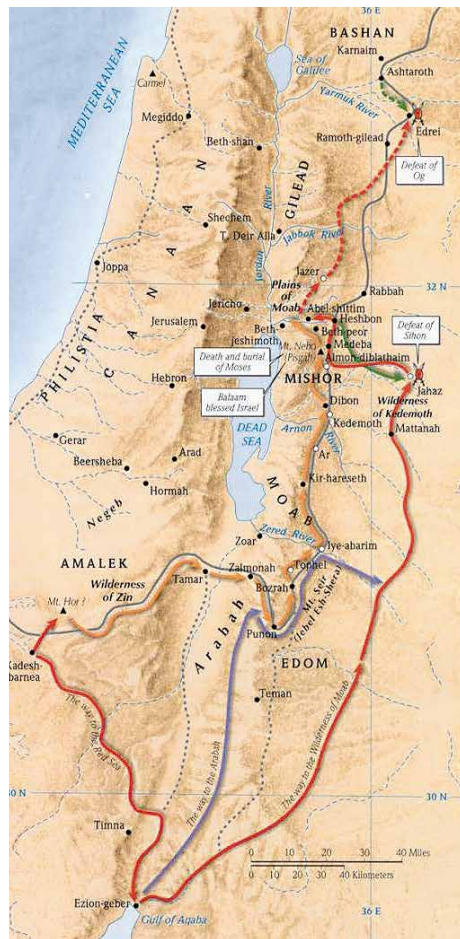 36 E
BASHAN
Karnaim
Ashtaroth
Sea of
Galilee
MEDITERRANEAN
SEA
Carmel
Yarmuk River
Megiddo
Edrei
Beth-shan
Ramoth-gilead
Defeat of
Og
CANAAN
GILEAD
River
Jordan
Shechem
T. Deir Alla
Jabbok River
Joppa
Jazer
Plains
of
Moab
Rabbah
32 N
Jericho
Abel-shittim
Heshbon
Jerusalem
Beth-
jeshimoth
Beth-peor
Defeat of
Sihon
Medeba
Mt. Nebo
(Pisgah)
Almon-diblathaim
Death and burial
of Moses
MISHOR
Jahaz
PHILISTIA
Hebron
Balaam
blessed Israel
Dibon
Wilderness
of Kedemoth
Kedemoth
Mattanah
DEAD
SEA
Arnon
River
Gerar
Ar
Beersheba
Arad
Kir-hareseth
Hormah
MOAB
Negeb
Zered River
Zoar
Iye-abarim
AMALEK
Zalmonah
Tophel
Wilderness
of Zin
Tamar
Bozrah
Mt. Hor ?
Mt. Seir
(Jebel Esh-Shera)
Arabah
Punon
Kadesh-
barnea
EDOM
Teman
The way to the Red Sea
The way to the Arabah
The way to the Wilderness of Moab
30 N
30 N
Timna
0 10 20 30 40 Miles
0 10 20 30 40 Kilometers
Ezion-geber
Gulf of Aqaba
36 E